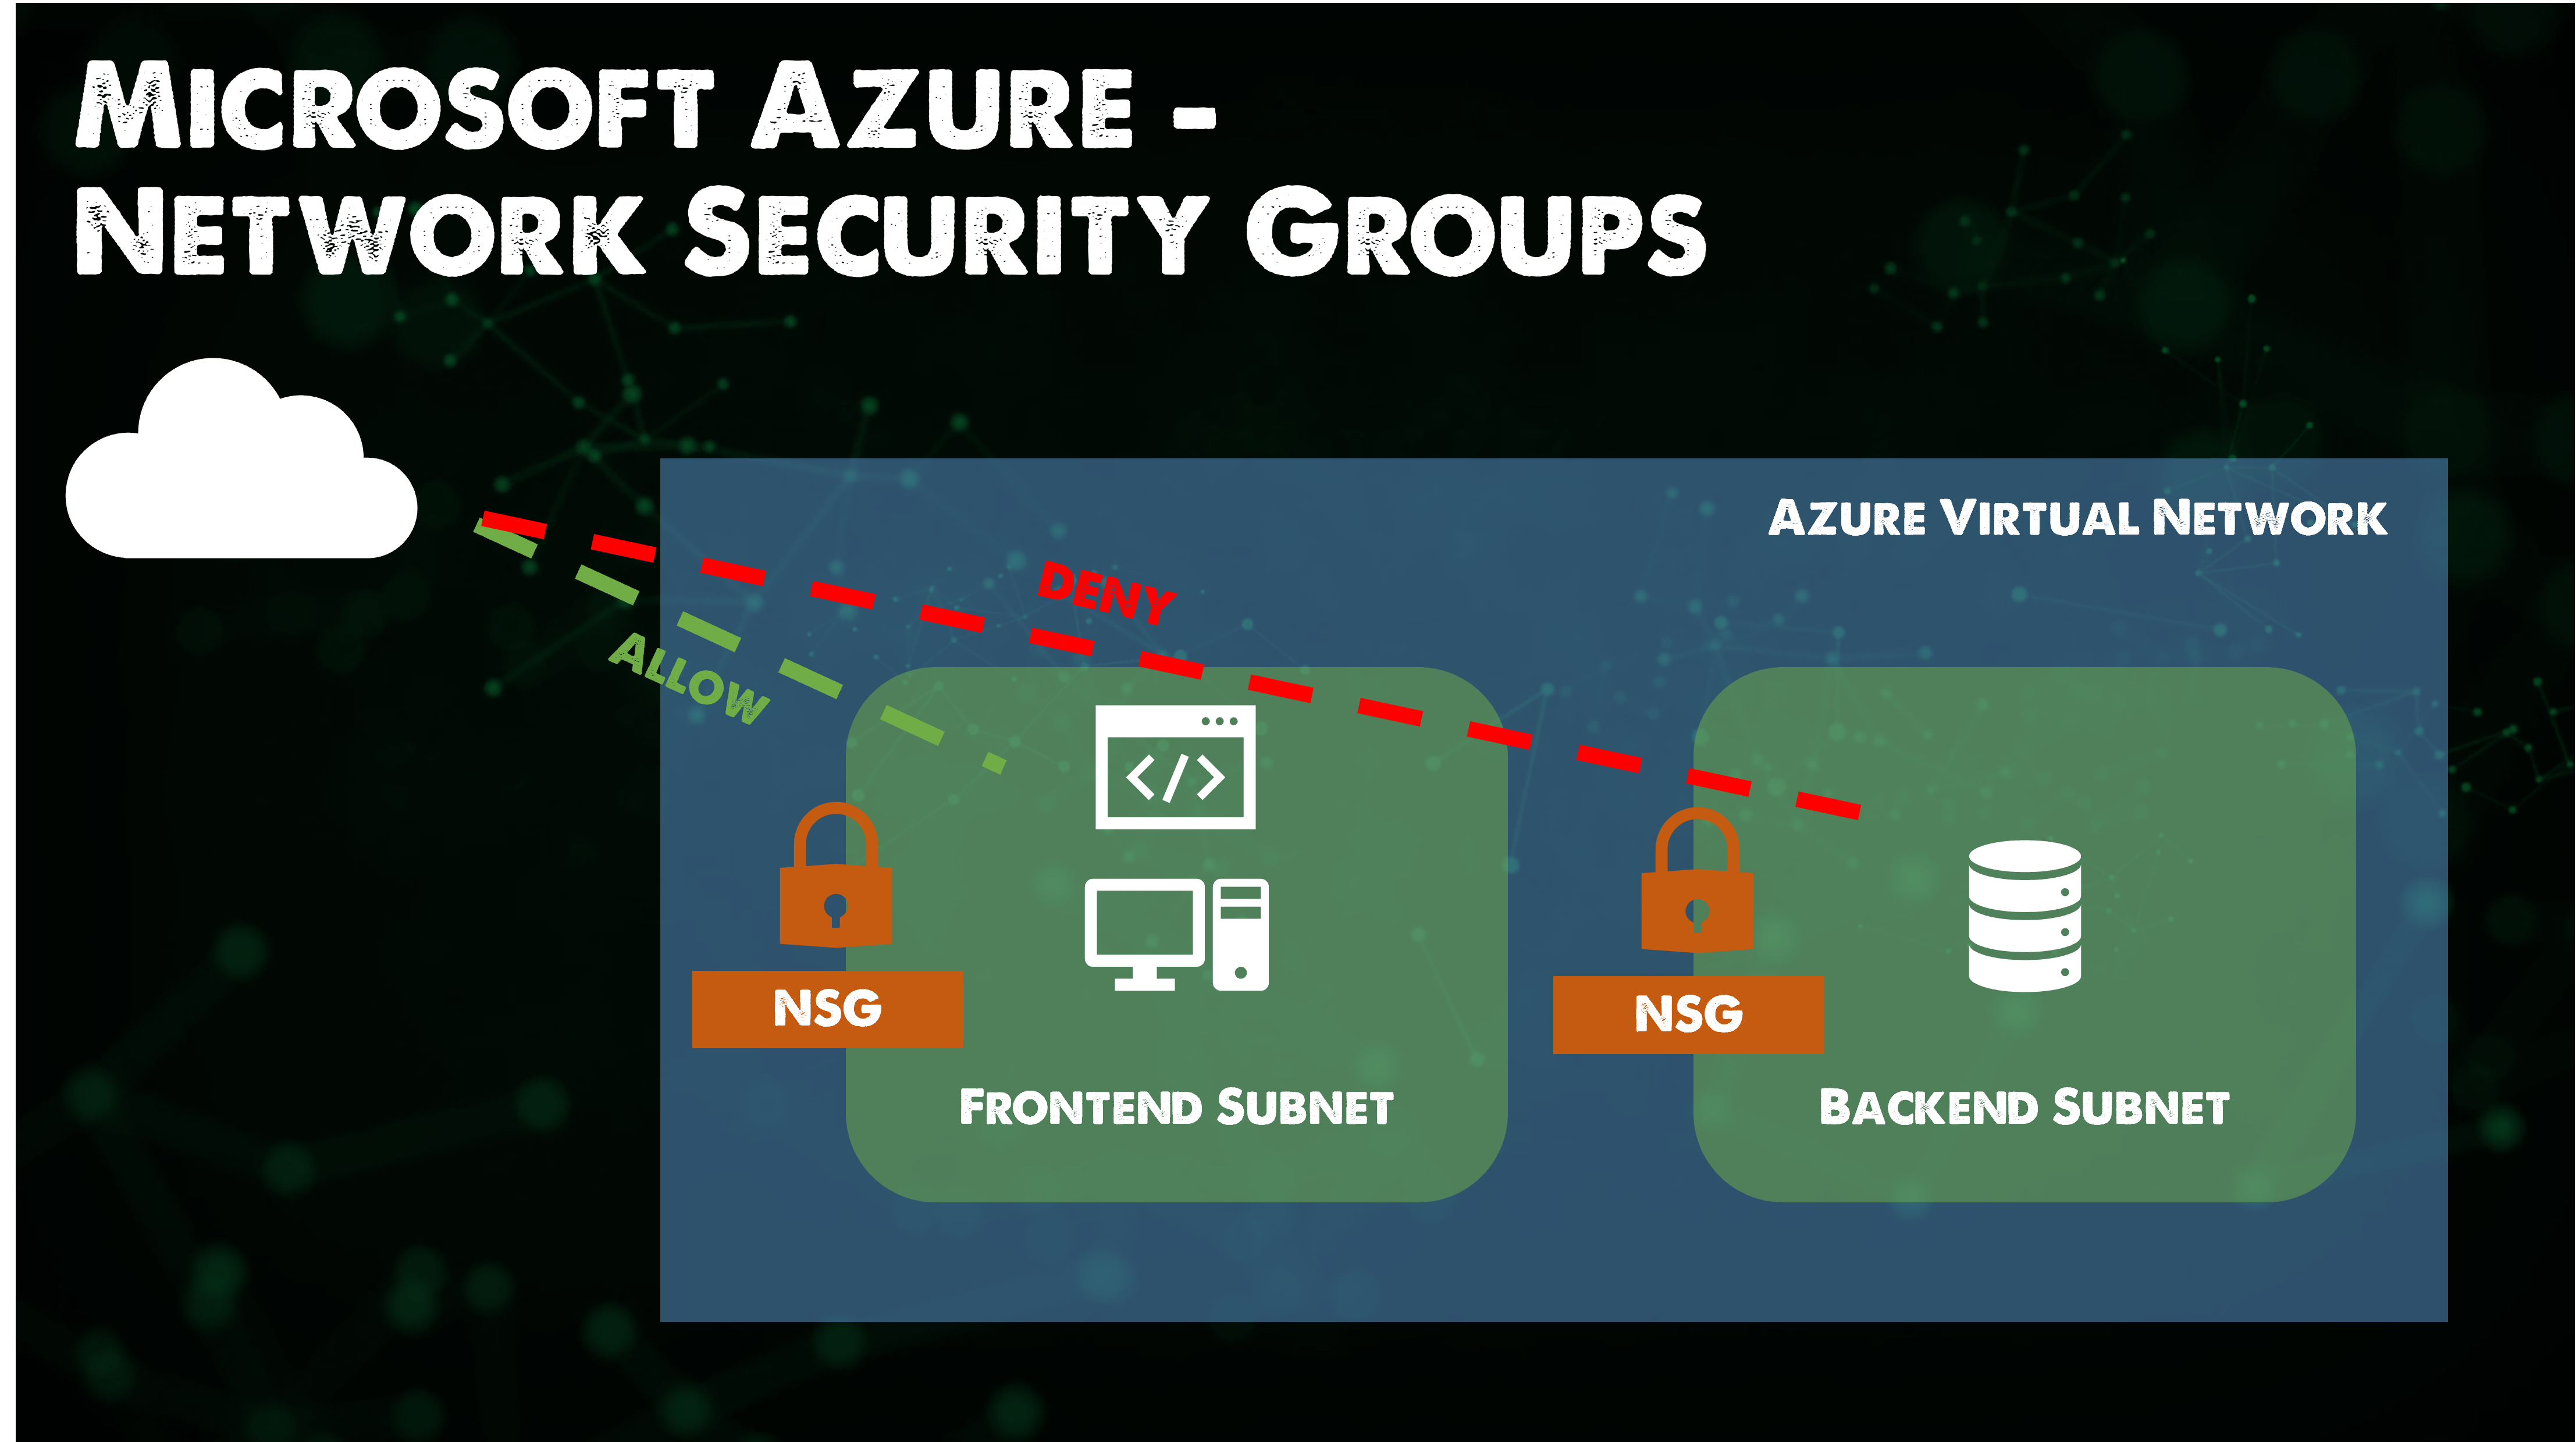 Microsoft Azure -
Network Security Groups
Azure Virtual Network
DENY
ALLOW
</>
NSG
NSG
Frontend Subnet
Backend Subnet